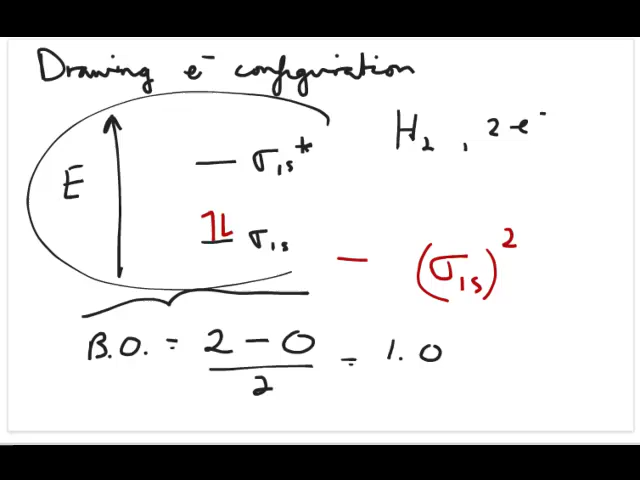 Drawing e⁻ configuration
H₂, 2 e⁻
E
σ₁ₛ*
⥮ σ₁ₛ — (σ₁ₛ)²
B.O. = 2 − 0 / 2 = 1.0